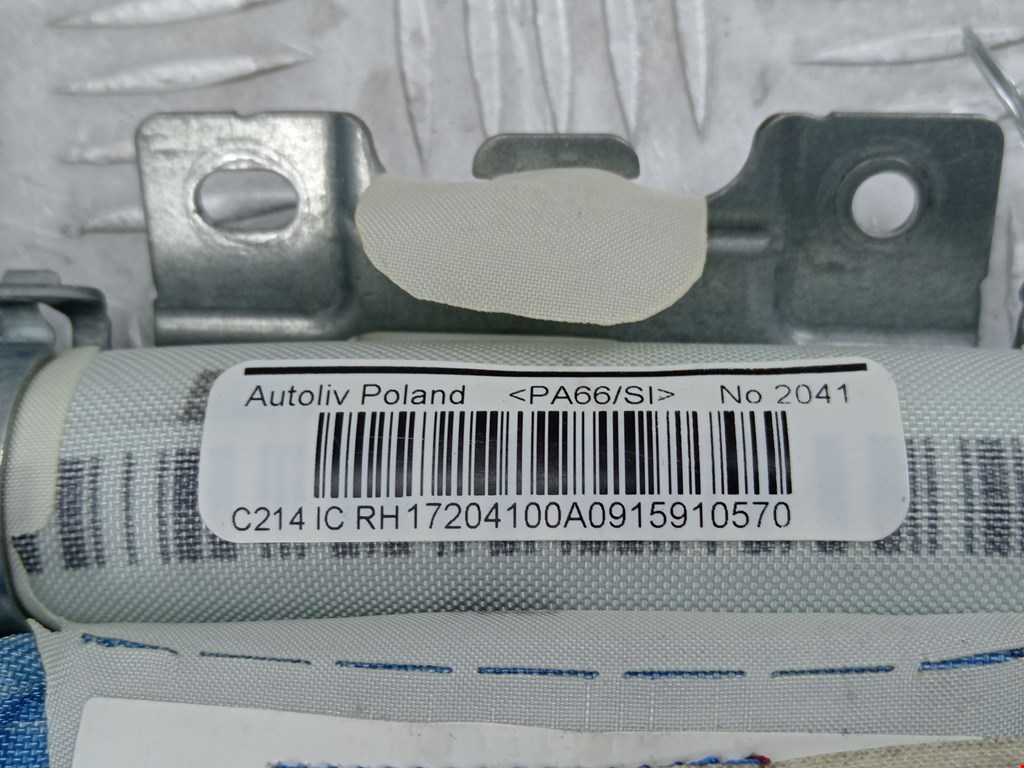 Autoliv Poland <PA66/SI> No 2041
C214 IC RH17204100A0915910570